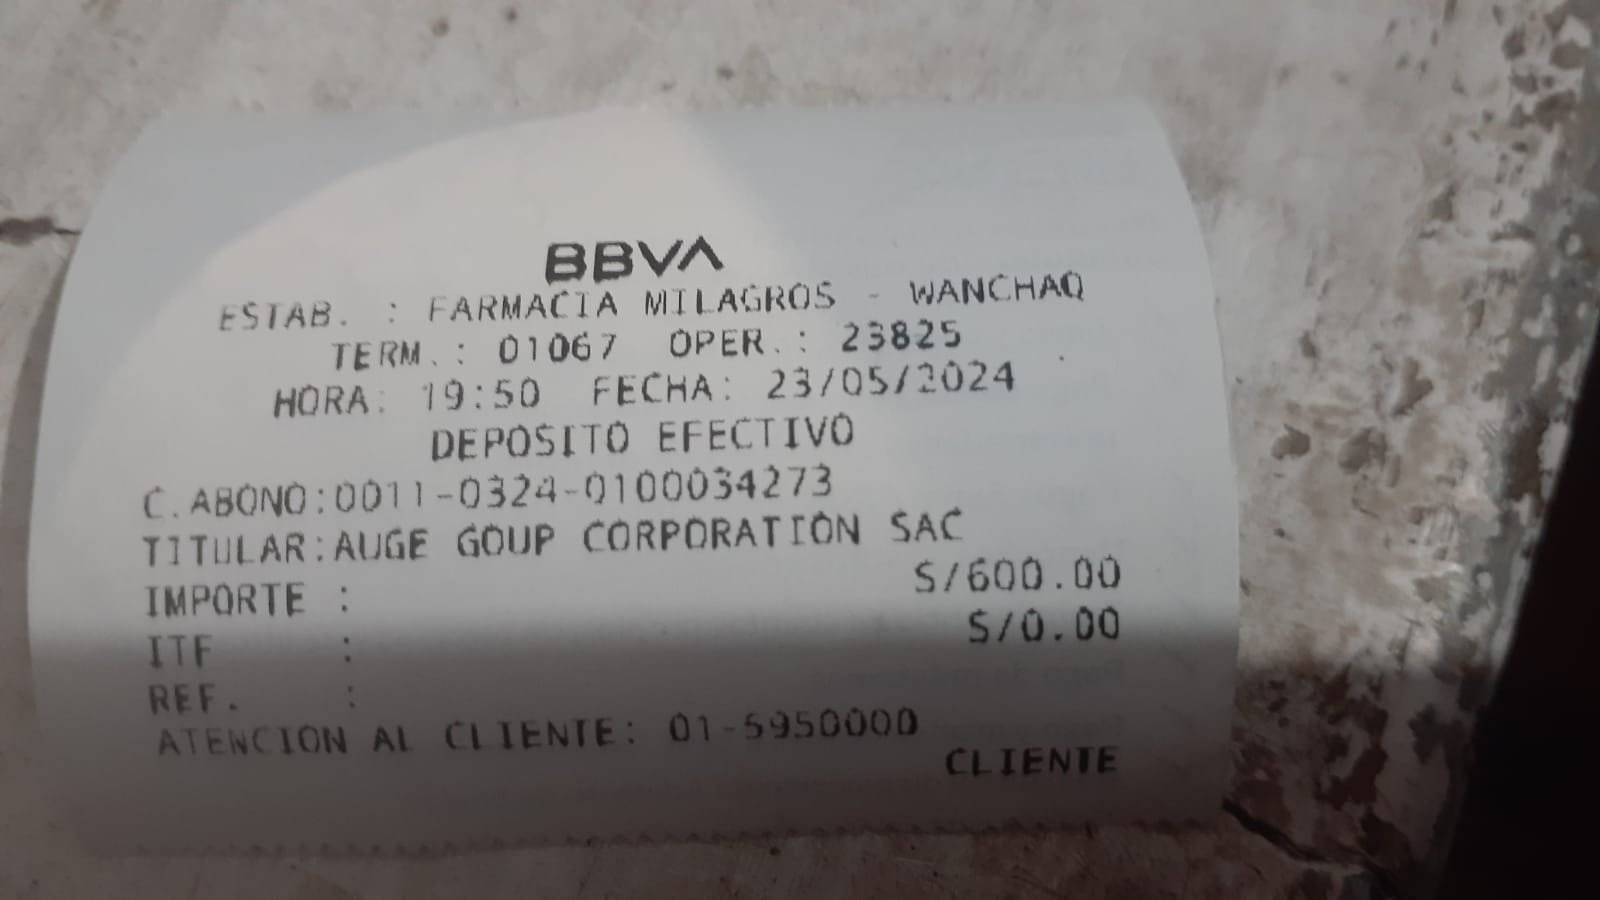 BBVA
ESTAB. : FARMACIA MILAGROS - WANCHAQ
TERM.: 01067 OPER.: 23825
HORA: 19:50 FECHA: 23/05/2024
DEPOSITO EFECTIVO
C.ABONO:0011-0324-0100034273
TITULAR:AUGE GOUP CORPORATION SAC
IMPORTE : S/600.00
ITF : S/0.00
REF. :
ATENCION AL CLIENTE: 01-5950000
CLIENTE